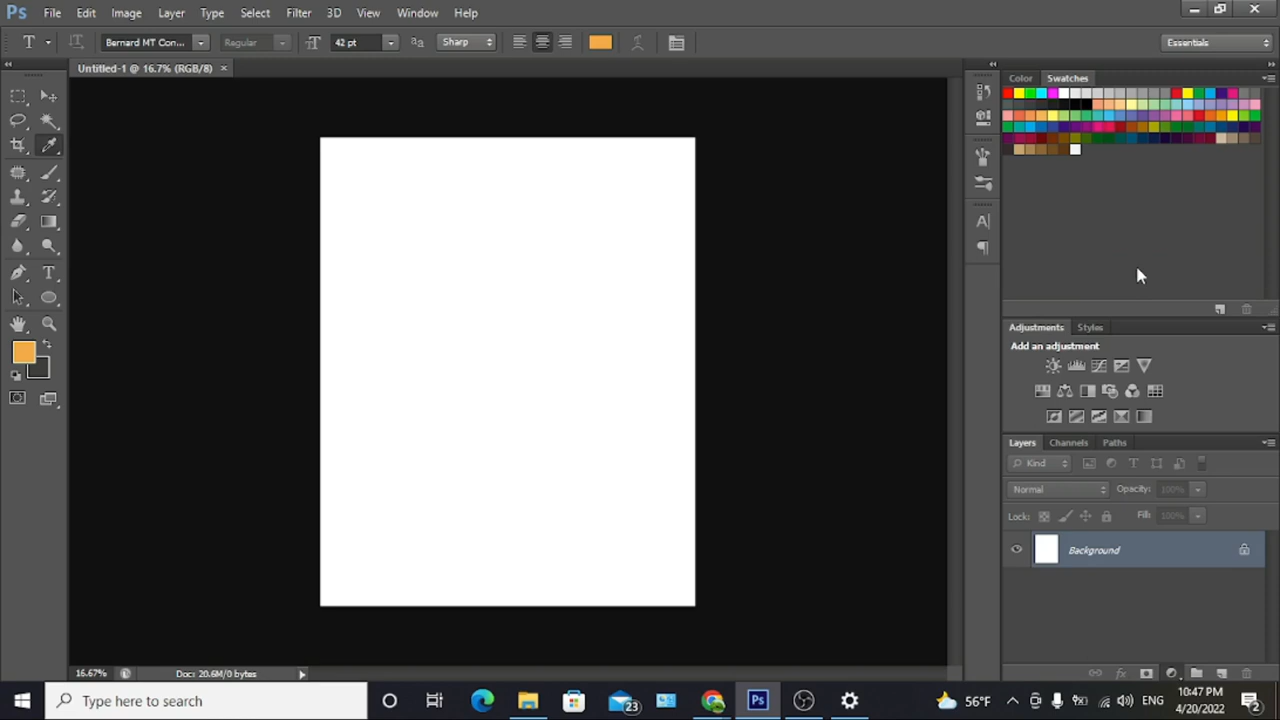 Ps File Edit Image Layer Type Select Filter 3D View Window Help
T Bernard MT Con... Regular 42 pt Sharp Essentials
Untitled-1 @ 16.7% (RGB/8) ×
Color Swatches
Adjustments Styles
Add an adjustment
Layers Channels Paths
Kind
Normal Opacity: 100%
Lock: Fill: 100%
Background
16.67% Doc: 20.6M/0 bytes
Type here to search
23
Ps
56°F
ENG
10:47 PM
4/20/2022
2